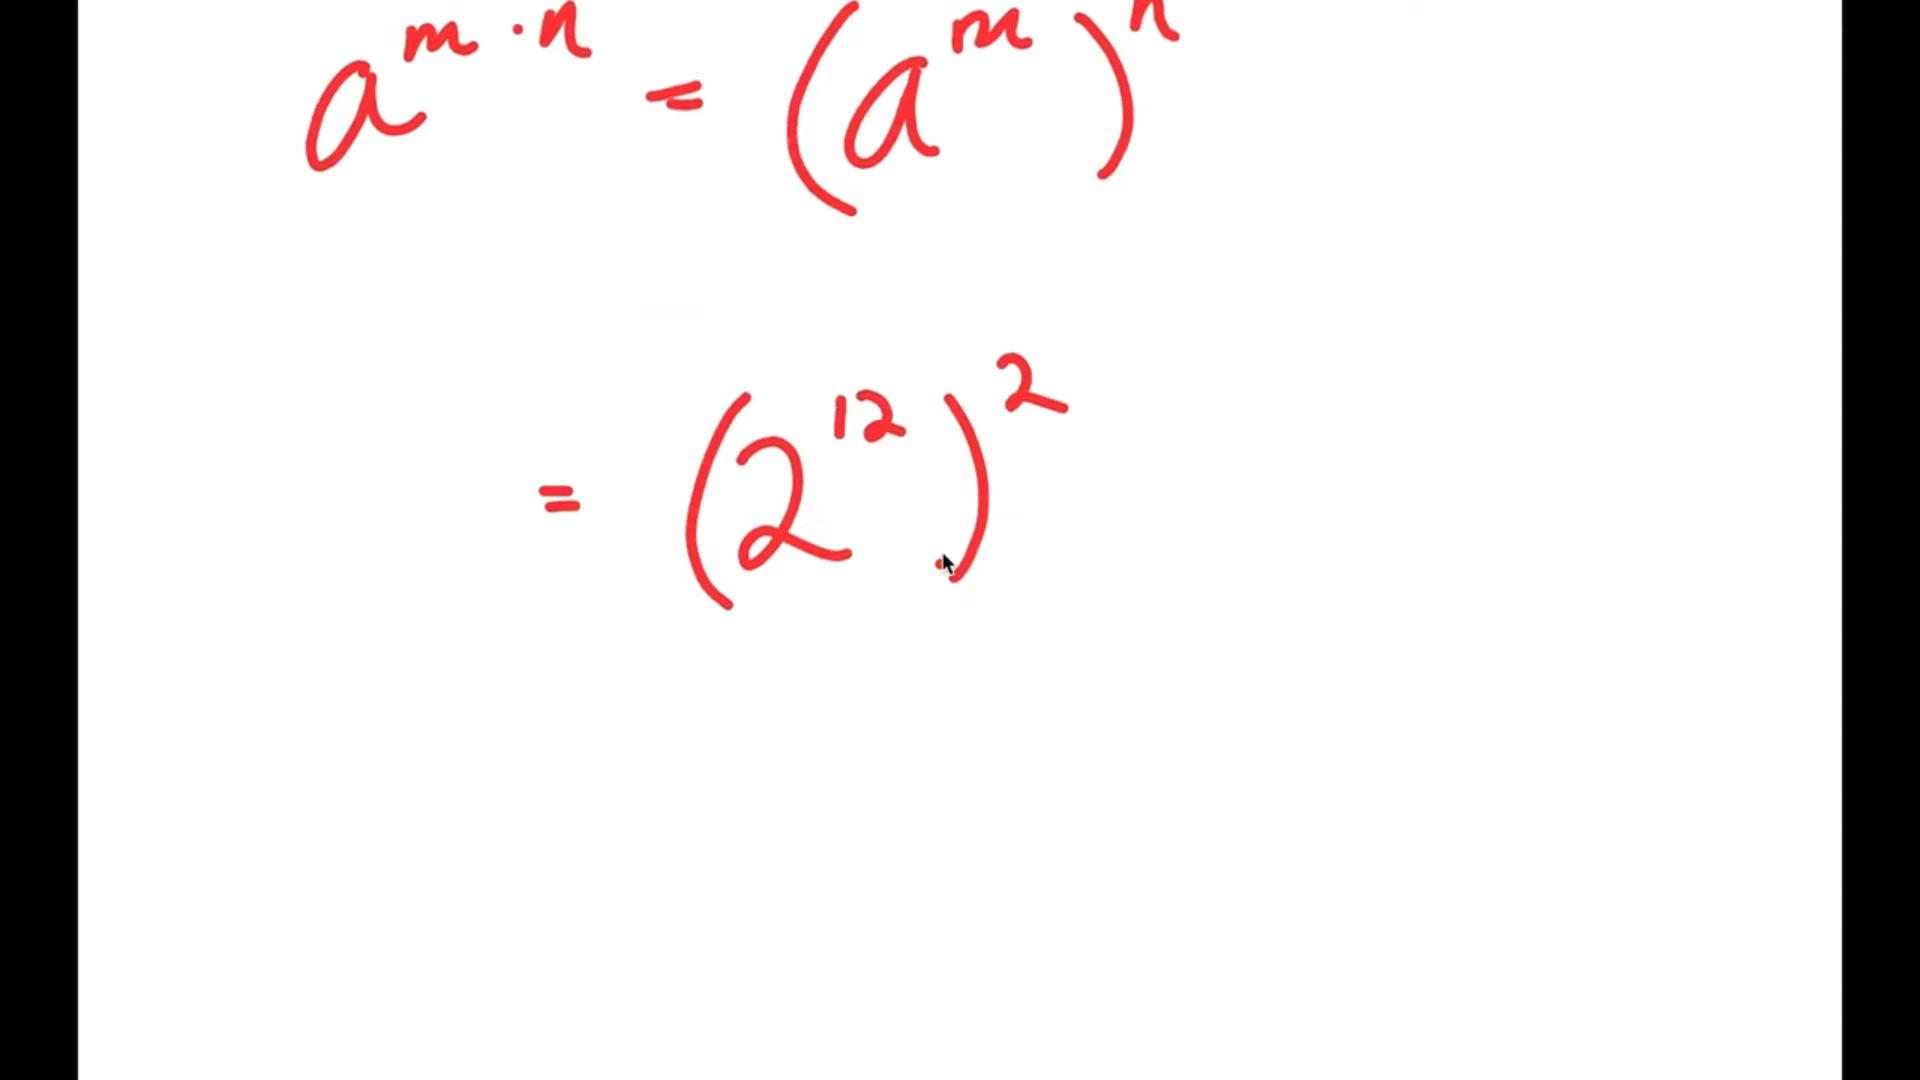 a^{m·n} = (a^m)^n
= (2^{12})^2